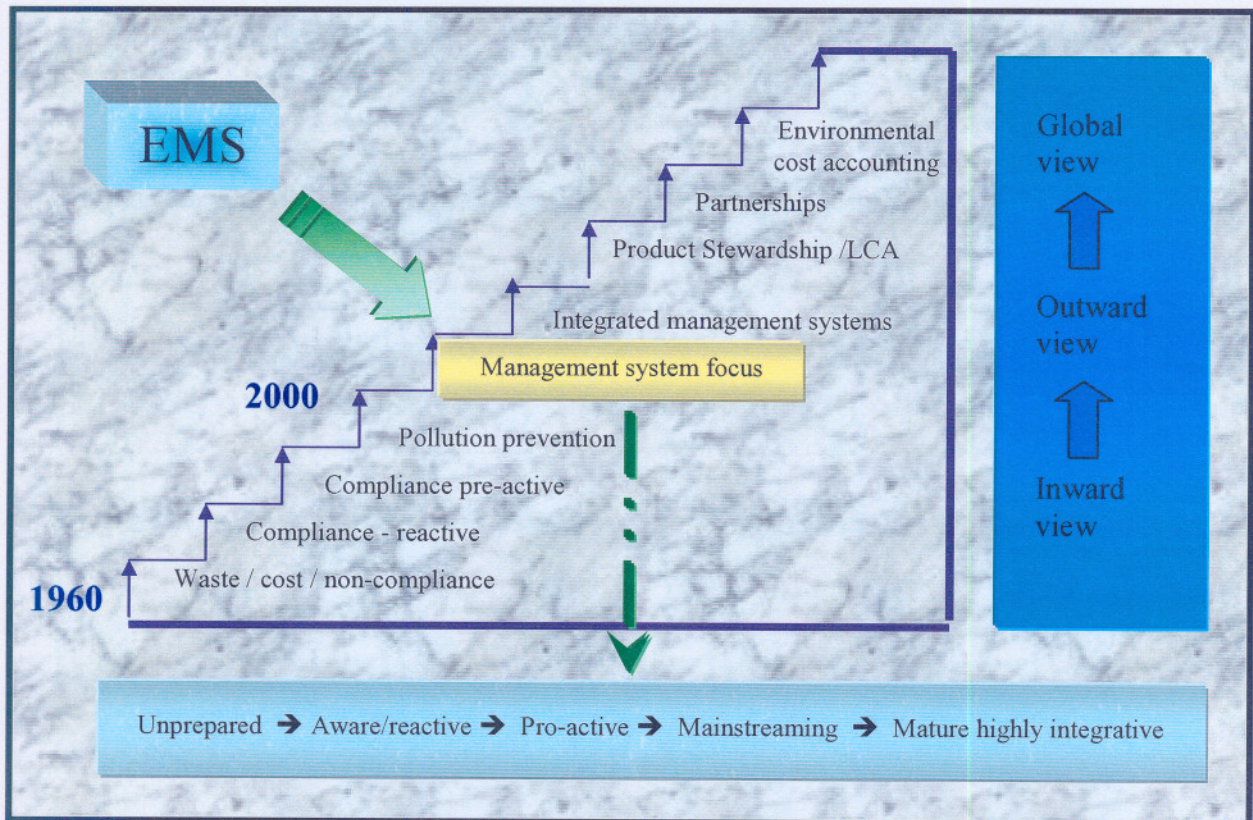 EMS
Environmental
cost accounting
Partnerships
Product Stewardship /LCA
Integrated management systems
Management system focus
2000
Pollution prevention
Compliance pre-active
Compliance - reactive
Waste / cost / non-compliance
1960
Global
view
Outward
view
Inward
view
Unprepared ➔ Aware/reactive ➔ Pro-active ➔ Mainstreaming ➔ Mature highly integrative